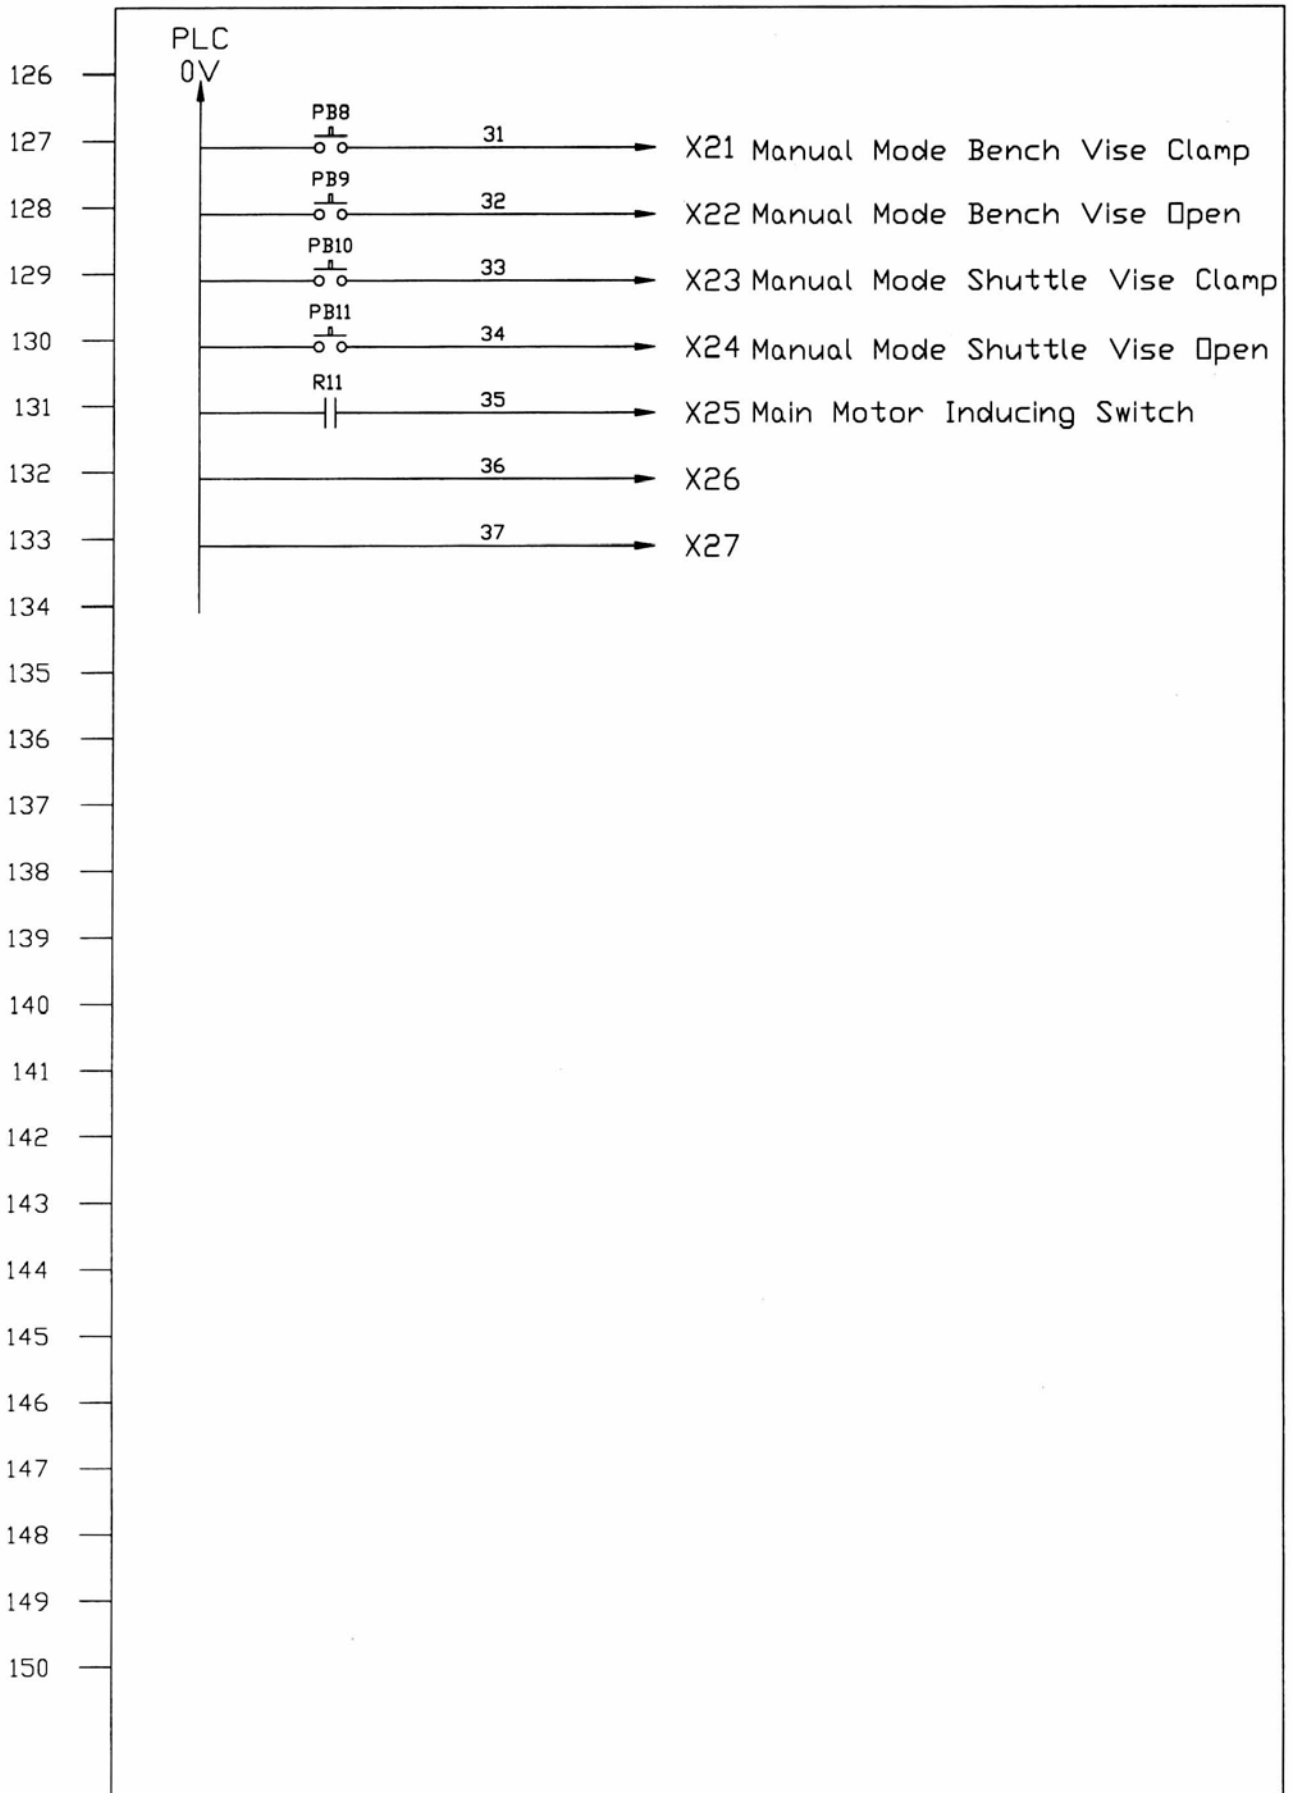 PLC
0V
126
PB8
127 31 X21 Manual Mode Bench Vise Clamp
PB9
128 32 X22 Manual Mode Bench Vise Open
PB10
129 33 X23 Manual Mode Shuttle Vise Clamp
PB11
130 34 X24 Manual Mode Shuttle Vise Open
R11
131 35 X25 Main Motor Inducing Switch
132 36 X26
133 37 X27
134
135
136
137
138
139
140
141
142
143
144
145
146
147
148
149
150